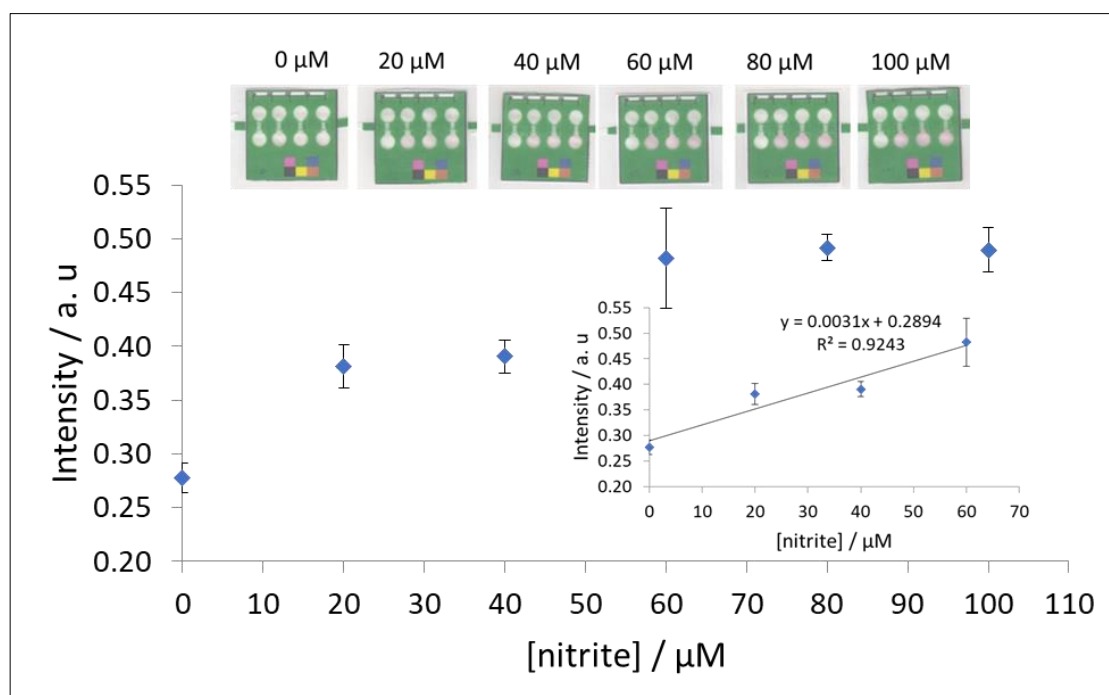 0 µM 20 µM 40 µM 60 µM 80 µM 100 µM
0.55
0.50
0.45
0.40
0.35
0.30
0.25
0.20
Intensity / a. u
0 10 20 30 40 50 60 70 80 90 100 110
[nitrite] / µM
0.55
0.50
0.45
0.40
0.35
0.30
0.25
0.20
Intensity / a. u
y = 0.0031x + 0.2894
R² = 0.9243
0 10 20 30 40 50 60 70
[nitrite] / µM